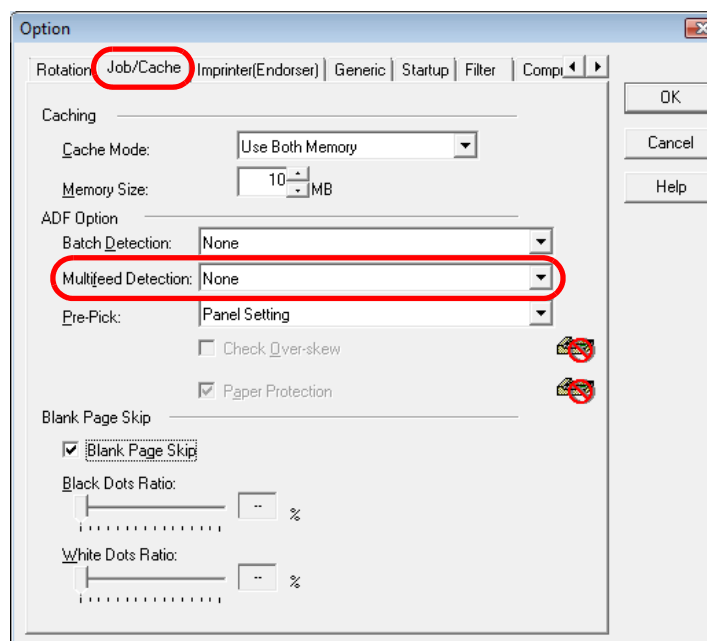 Option
Rotation Job/Cache Imprinter(Endorser) Generic Startup Filter
OK
Caching
Cancel
Cache Mode: Use Both Memory
Help
Memory Size: 10 MB
ADF Option
Batch Detection: None
Multifeed Detection: None
Pre-Pick: Panel Setting
Check Over-skew
Paper Protection
Blank Page Skip
Blank Page Skip
Black Dots Ratio:
-- %
White Dots Ratio:
-- %